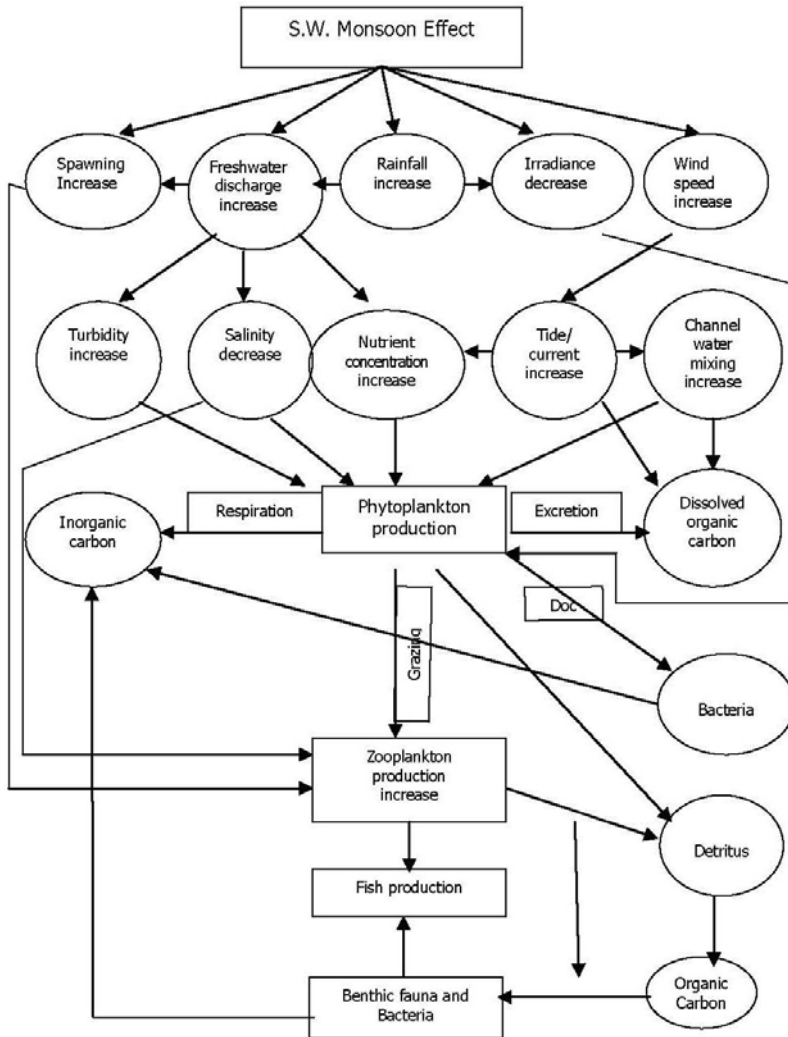 S.W. Monsoon Effect
Spawning
Increase
Freshwater
discharge
increase
Rainfall
increase
Irradiance
decrease
Wind
speed
increase
Turbidity
increase
Salinity
decrease
Nutrient
concentration
increase
Tide/
current
increase
Channel
water
mixing
increase
Inorganic
carbon
Respiration
Phytoplankton
production
Excretion
Dissolved
organic
carbon
Doc
Grazing
Bacteria
Zooplankton
production
increase
Detritus
Fish production
Benthic fauna and
Bacteria
Organic
Carbon